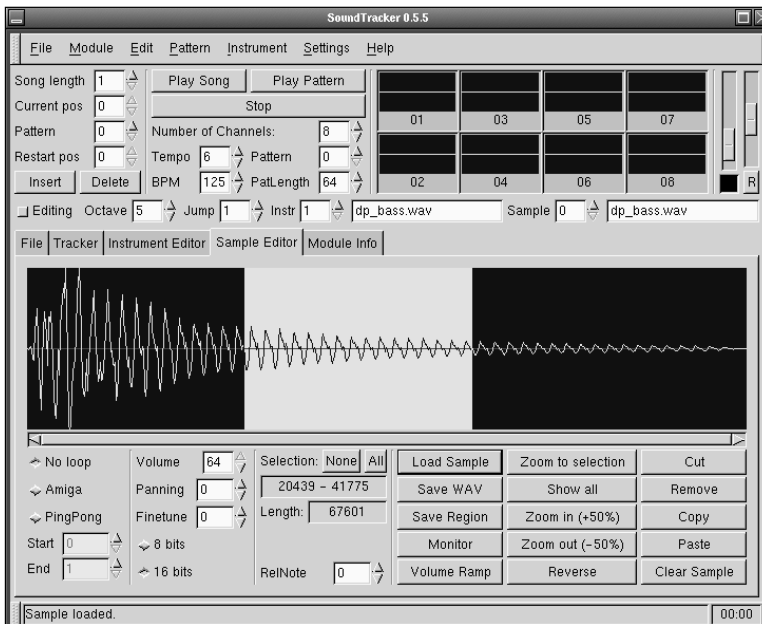 SoundTracker 0.5.5
File Module Edit Pattern Instrument Settings Help
Song length 1 Play Song Play Pattern
Current pos 0 Stop
Pattern 0 Number of Channels: 8
Restart pos 0 Tempo 6 Pattern 0
Insert Delete BPM 125 PatLength 64
01 03 05 07
02 04 06 08
R
Editing Octave 5 Jump 1 Instr 1 dp_bass.wav Sample 0 dp_bass.wav
File Tracker Instrument Editor Sample Editor Module Info
No loop Volume 64 Selection: None All Load Sample Zoom to selection Cut
Amiga Panning 0 20439 - 41775 Save WAV Show all Remove
PingPong Finetune 0 Length: 67601 Save Region Zoom in (+50%) Copy
Start 0 8 bits Monitor Zoom out (-50%) Paste
End 1 16 bits RelNote 0 Volume Ramp Reverse Clear Sample
Sample loaded. 00:00